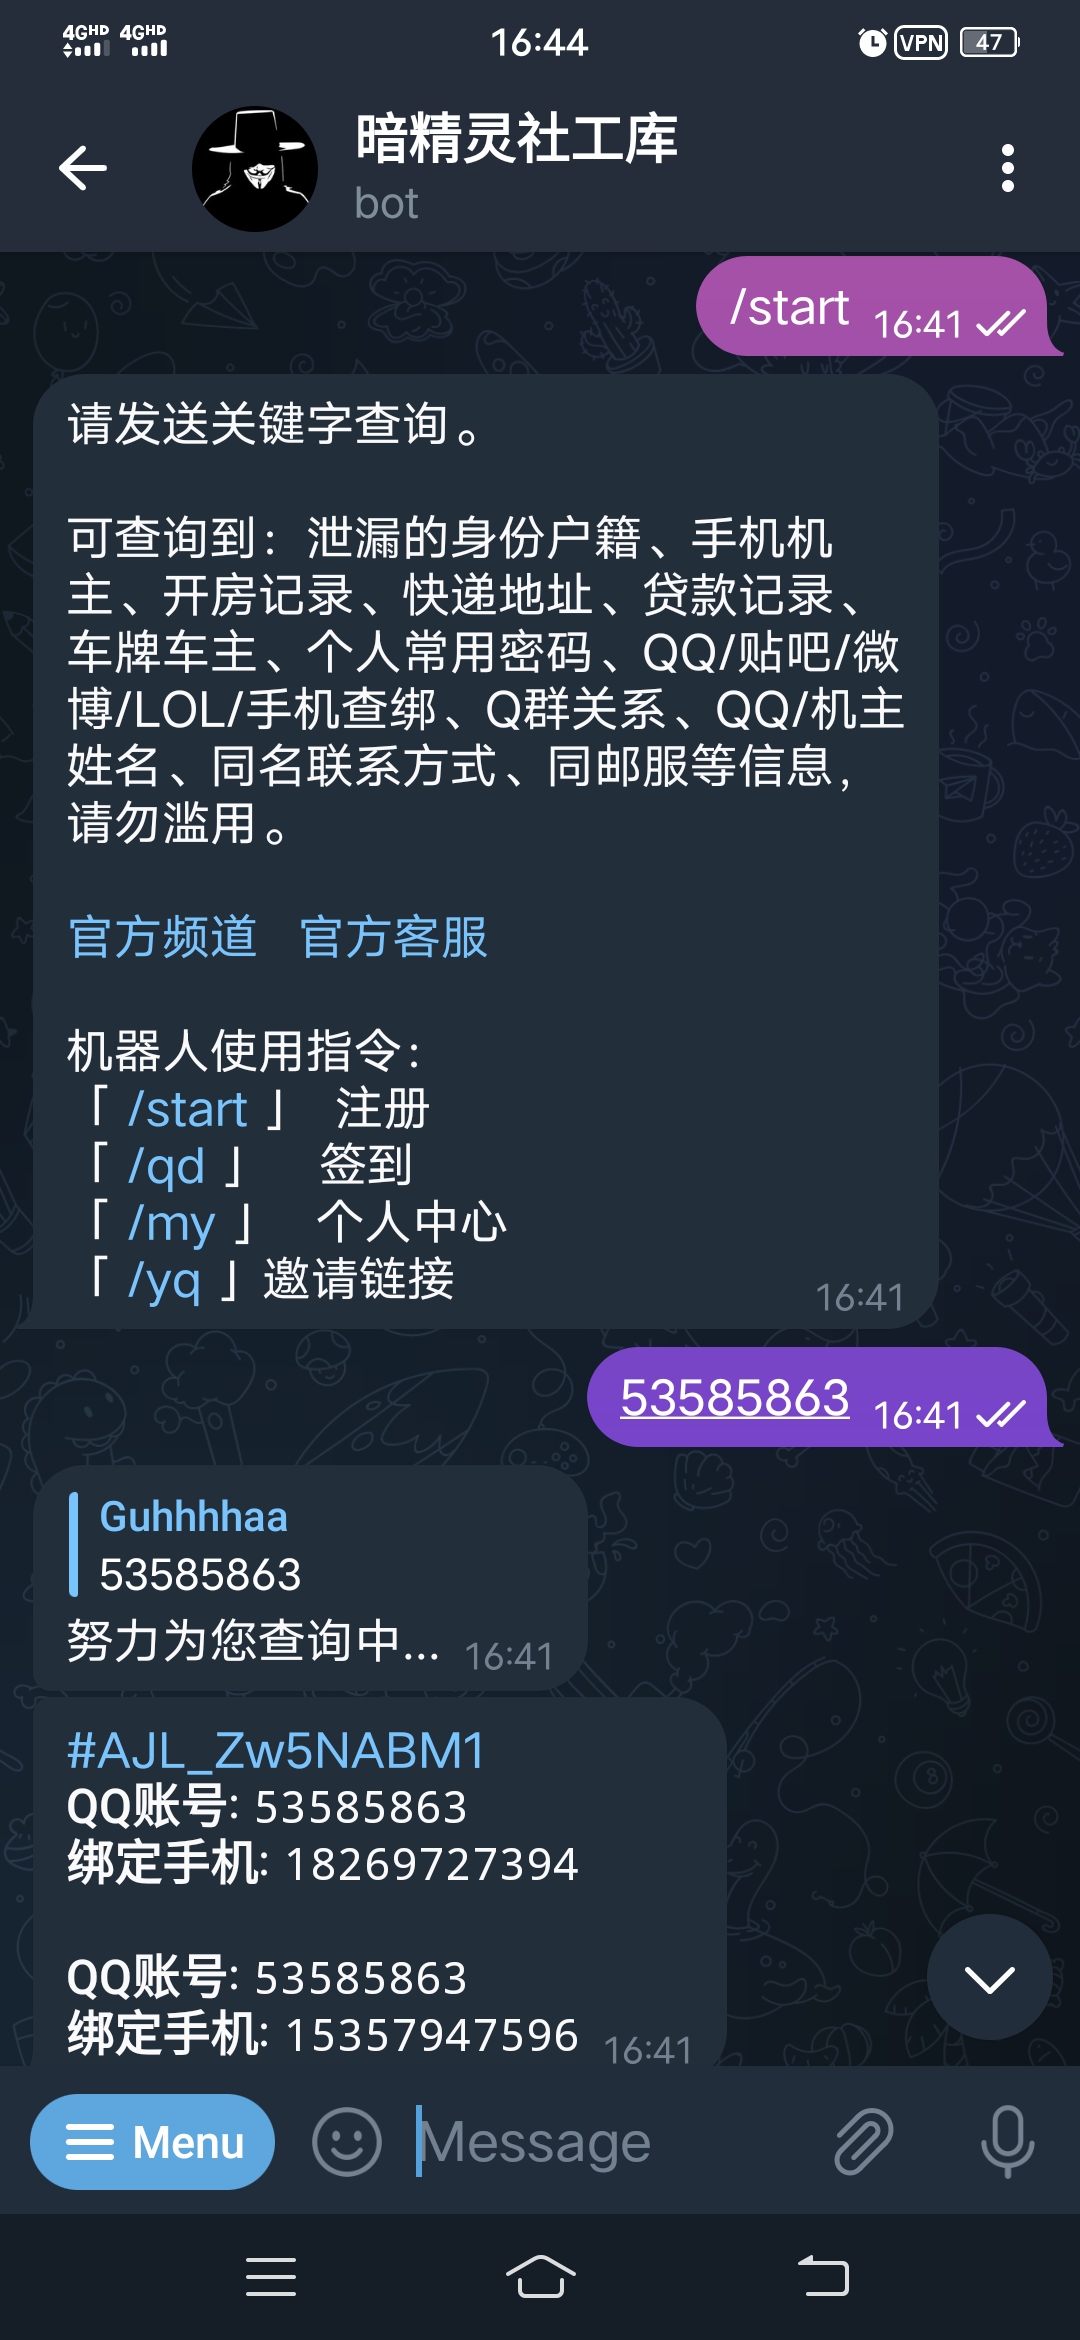 4GHD 4GHD 16:44 VPN 47
暗精灵社工库
bot
/start 16:41
请发送关键字查询。
可查询到：泄漏的身份户籍、手机机
主、开房记录、快递地址、贷款记录、
车牌车主、个人常用密码、QQ/贴吧/微
博/LOL/手机查绑、Q群关系、QQ/机主
姓名、同名联系方式、同邮服等信息，
请勿滥用。
官方频道 官方客服
机器人使用指令：
「 /start 」 注册
「 /qd 」 签到
「 /my 」 个人中心
「 /yq 」邀请链接
16:41
53585863 16:41
Guhhhhaa
53585863
努力为您查询中... 16:41
#AJL_Zw5NABM1
QQ账号: 53585863
绑定手机: 18269727394
QQ账号: 53585863
绑定手机: 15357947596 16:41
Menu Message